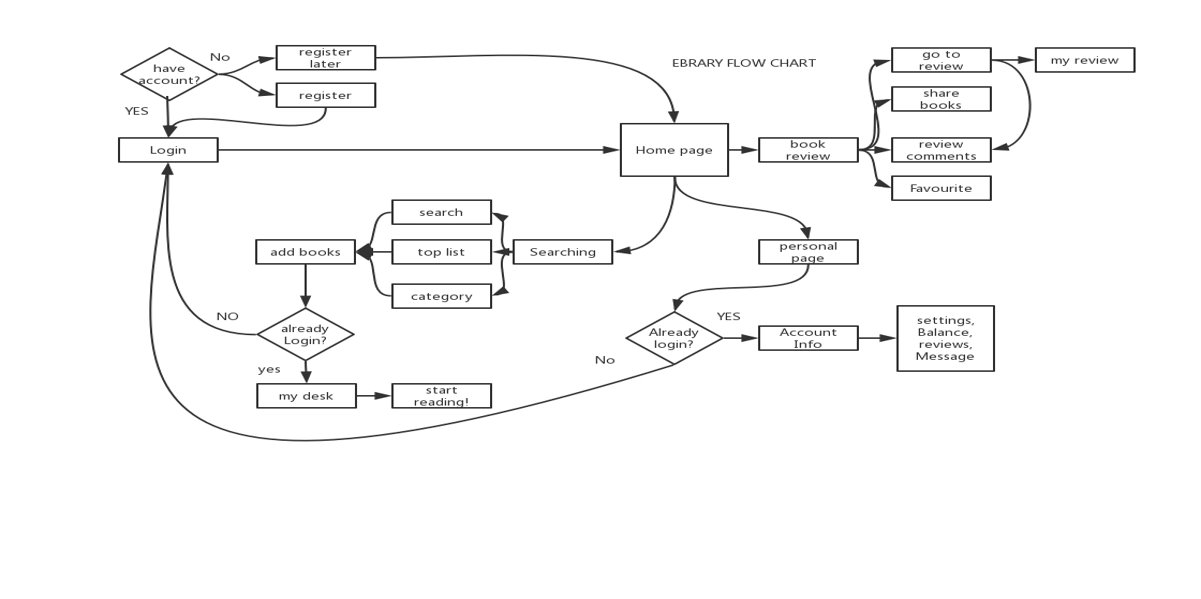 No
have
account?
YES
register
later
register
Login
EBRARY FLOW CHART
Home page
book
review
go to
review
my review
share
books
review
comments
Favourite
search
add books
top list
Searching
category
personal
page
NO
already
Login?
yes
my desk
start
reading!
Already
login?
YES
No
Account
Info
settings,
Balance,
reviews,
Message